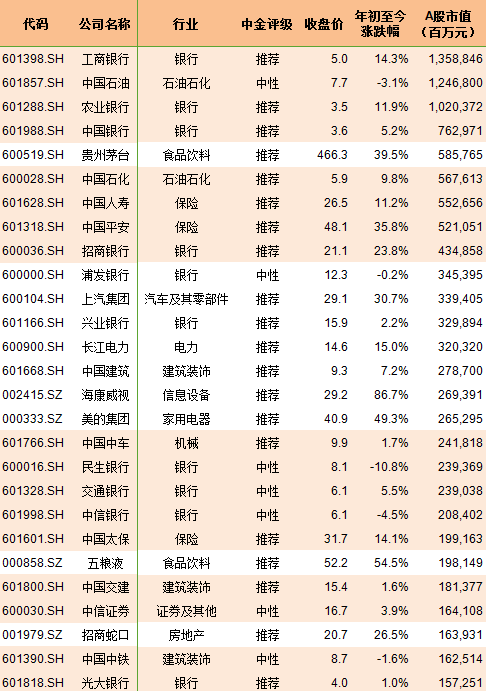 代码 公司名称 行业 中金评级 收盘价 年初至今涨跌幅 A股市值（百万元）
601398.SH 工商银行 银行 推荐 5.0 14.3% 1,358,846
601857.SH 中国石油 石油石化 中性 7.7 -3.1% 1,246,800
601288.SH 农业银行 银行 推荐 3.5 11.9% 1,020,372
601988.SH 中国银行 银行 推荐 3.6 5.2% 762,971
600519.SH 贵州茅台 食品饮料 推荐 466.3 39.5% 585,765
600028.SH 中国石化 石油石化 推荐 5.9 9.8% 567,613
601628.SH 中国人寿 保险 推荐 26.5 11.2% 552,656
601318.SH 中国平安 保险 推荐 48.1 35.8% 521,051
600036.SH 招商银行 银行 推荐 21.1 23.8% 434,858
600000.SH 浦发银行 银行 中性 12.3 -0.2% 345,395
600104.SH 上汽集团 汽车及其零部件 推荐 29.1 30.7% 339,405
601166.SH 兴业银行 银行 推荐 15.9 2.2% 329,894
600900.SH 长江电力 电力 推荐 14.6 15.0% 320,320
601668.SH 中国建筑 建筑装饰 推荐 9.3 7.2% 278,700
002415.SZ 海康威视 信息设备 推荐 29.2 86.7% 269,391
000333.SZ 美的集团 家用电器 推荐 40.9 49.3% 265,295
601766.SH 中国中车 机械 推荐 9.9 1.7% 241,818
600016.SH 民生银行 银行 中性 8.1 -10.8% 239,369
601328.SH 交通银行 银行 中性 6.1 5.5% 239,038
601998.SH 中信银行 银行 中性 6.1 -4.5% 208,402
601601.SH 中国太保 保险 推荐 31.7 14.1% 199,163
000858.SZ 五粮液 食品饮料 推荐 52.2 54.5% 198,149
601800.SH 中国交建 建筑装饰 推荐 15.4 1.6% 181,377
600030.SH 中信证券 证券及其他 中性 16.7 3.9% 164,108
001979.SZ 招商蛇口 房地产 推荐 20.7 26.5% 163,931
601390.SH 中国中铁 建筑装饰 中性 8.7 -1.6% 162,514
601818.SH 光大银行 银行 推荐 4.0 1.0% 157,251